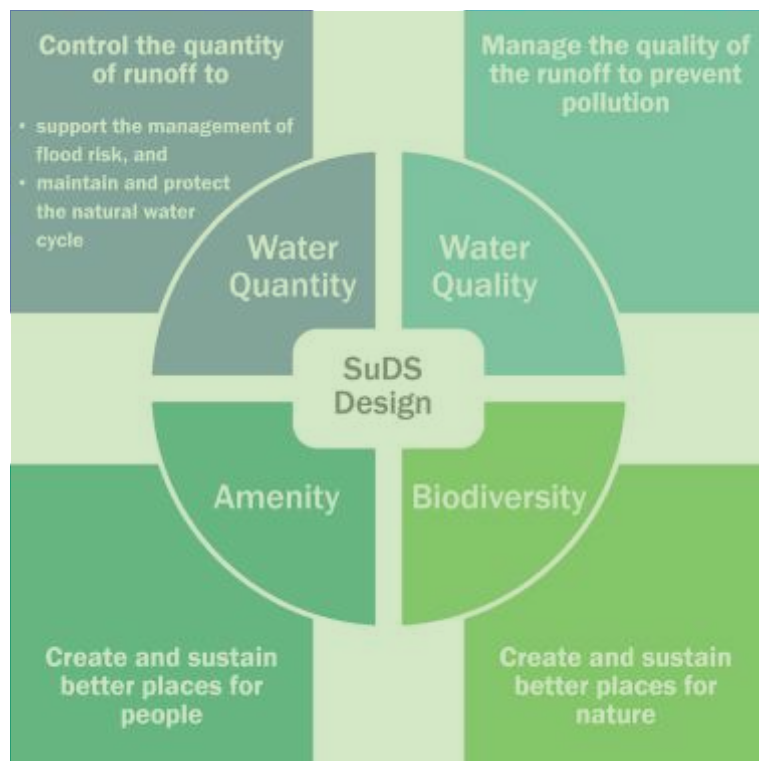 Control the quantity
of runoff to
• support the management of
flood risk, and
• maintain and protect
the natural water
cycle
Manage the quality of
the runoff to prevent
pollution
Water
Quantity
Water
Quality
SuDS
Design
Amenity
Biodiversity
Create and sustain
better places for
people
Create and sustain
better places for
nature